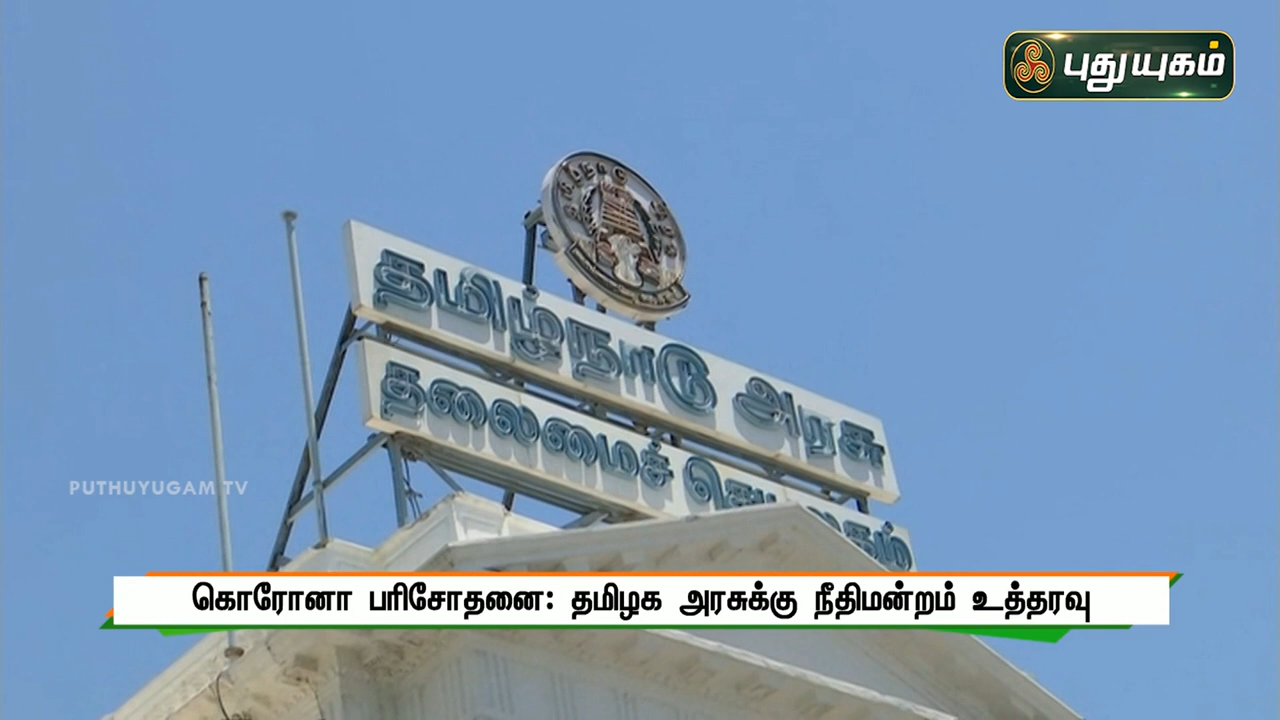 புதுயுகம்
தமிழ்நாடு அரசு
தலைமைச்
PUTHUYUGAM TV
கொரோனா பரிசோதனை: தமிழக அரசுக்கு நீதிமன்றம் உத்தரவு